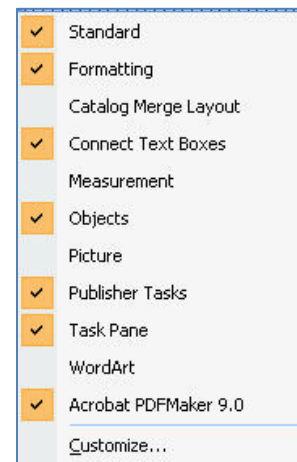 Standard
Formatting
Catalog Merge Layout
Connect Text Boxes
Measurement
Objects
Picture
Publisher Tasks
Task Pane
WordArt
Acrobat PDFMaker 9.0
Customize...